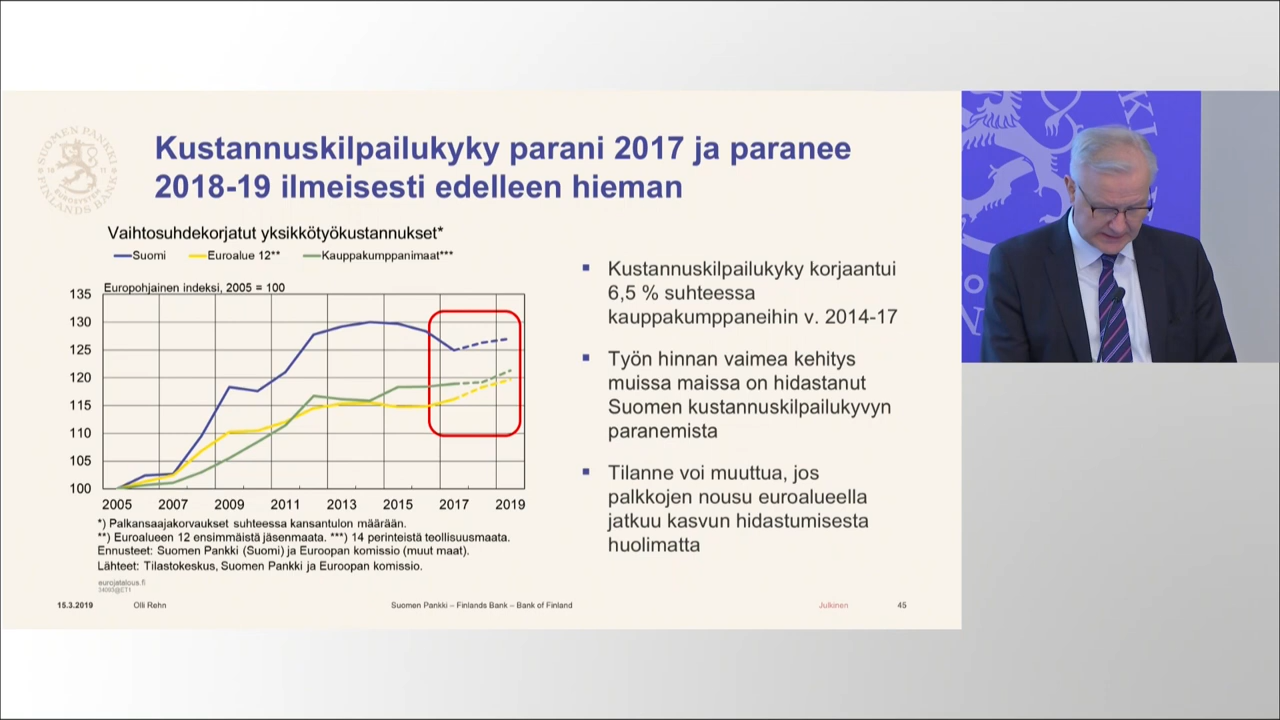 SUOMEN PANKKI
FINLANDS BANK
EUROSYSTEM
Kustannuskilpailukyky parani 2017 ja paranee
2018-19 ilmeisesti edelleen hieman
Vaihtosuhdekorjatut yksikkötyökustannukset*
Suomi Euroalue 12** Kauppakumppanimaat***
Europohjainen indeksi, 2005 = 100
135
130
125
120
115
110
105
100
2005 2007 2009 2011 2013 2015 2017 2019
*) Palkansaajakorvaukset suhteessa kansantulon määrään.
**) Euroalueen 12 ensimmäistä jäsenmaata. ***) 14 perinteistä teollisuusmaata.
Ennusteet: Suomen Pankki (Suomi) ja Euroopan komissio (muut maat).
Lähteet: Tilastokeskus, Suomen Pankki ja Euroopan komissio.
eurojatalous.fi
▪ Kustannuskilpailukyky korjaantui
6,5 % suhteessa
kauppakumppaneihin v. 2014-17
▪ Työn hinnan vaimea kehitys
muissa maissa on hidastanut
Suomen kustannuskilpailukyvyn
paranemista
▪ Tilanne voi muuttua, jos
palkkojen nousu euroalueella
jatkuu kasvun hidastumisesta
huolimatta
15.3.2019 Olli Rehn Suomen Pankki – Finlands Bank – Bank of Finland Julkinen 45